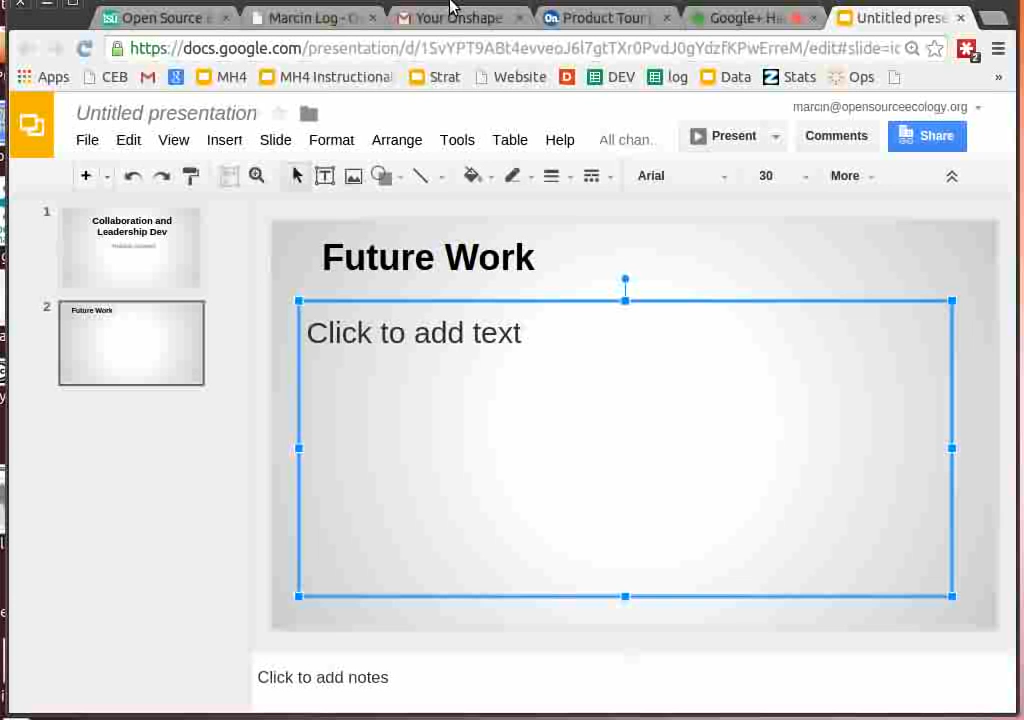 Open Source e
Marcin Log - G
Your Onshape
Product Tour
Google+ Ha
Untitled prese
https://docs.google.com/presentation/d/1SvYPT9ABt4evveoJ6l7gtTXr0PvdJ0gYdzfKPwErreM/edit#slide=ic
2
Apps CEB MH4 MH4 Instructional Strat Website DEV log Data Stats Ops »
Untitled presentation
marcin@opensourceecology.org
File Edit View Insert Slide Format Arrange Tools Table Help All chan..
Present Comments Share
Arial 30 More
1
Collaboration and
Leadership Dev
2
Future Work
Future Work
Click to add text
Click to add notes